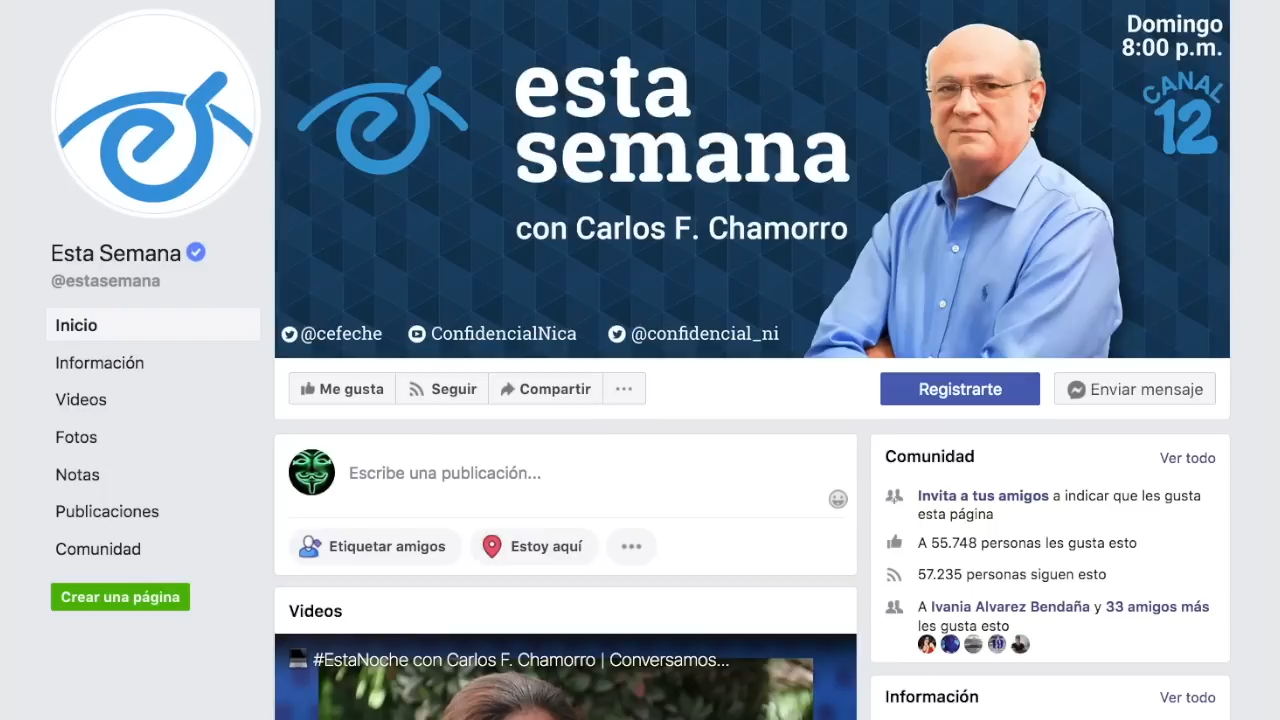 Domingo
8:00 p.m.
CANAL
12
esta
semana
con Carlos F. Chamorro
@cefeche
ConfidencialNica
@confidencial_ni
Esta Semana
@estasemana
Inicio
Información
Videos
Fotos
Notas
Publicaciones
Comunidad
Crear una página
Me gusta
Seguir
Compartir
Registrarte
Enviar mensaje
Escribe una publicación...
Etiquetar amigos
Estoy aquí
Videos
#EstaNoche con Carlos F. Chamorro | Conversamos...
Comunidad
Ver todo
Invita a tus amigos a indicar que les gusta
esta página
A 55.748 personas les gusta esto
57.235 personas siguen esto
A Ivania Alvarez Bendaña y 33 amigos más
les gusta esto
Información
Ver todo